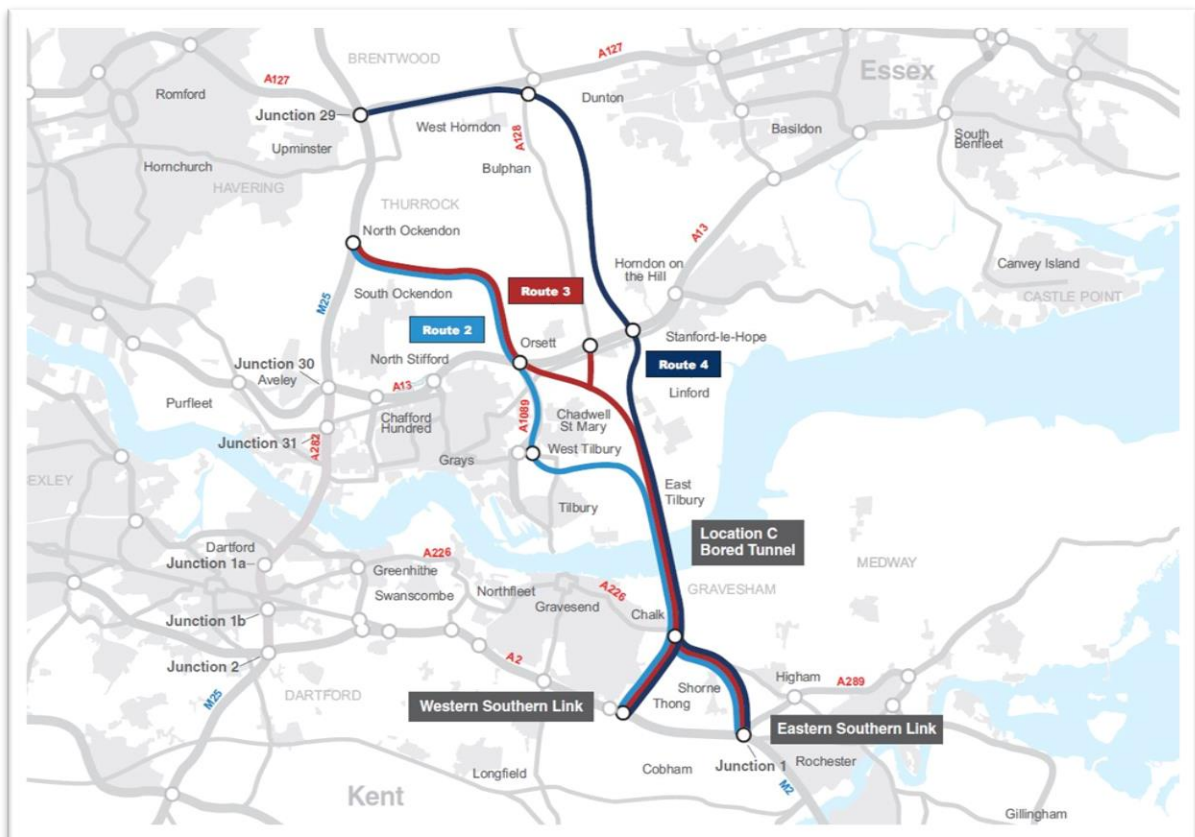 BRENTWOOD
A127
Essex
A127
Romford
Dunton
Junction 29
West Horndon
A128
Basildon
South
Benfleet
Upminster
Hornchurch
Bulphan
HAVERING
THURROCK
North Ockendon
A13
Horndon on
the Hill
Canvey Island
CASTLE POINT
M25
South Ockendon
Route 3
Route 2
Orsett
Stanford-le-Hope
North Stifford
Junction 30
Aveley
Route 4
A13
Linford
Purfleet
Chafford
Hundred
A1089
Chadwell
St Mary
Junction 31
A282
West Tilbury
Grays
EXLEY
East
Tilbury
Tilbury
Location C
Bored Tunnel
Dartford
Junction 1a
A226
Greenhithe
MEDWAY
Swanscombe
Northfleet
A226
GRAVESHAM
Gravesend
Chalk
Junction 1b
A2
Junction 2
Higham
A289
M25
DARTFORD
Shorne
Thong
Western Southern Link
Eastern Southern Link
Junction 1
Rochester
Longfield
Cobham
M2
Kent
Gillingham